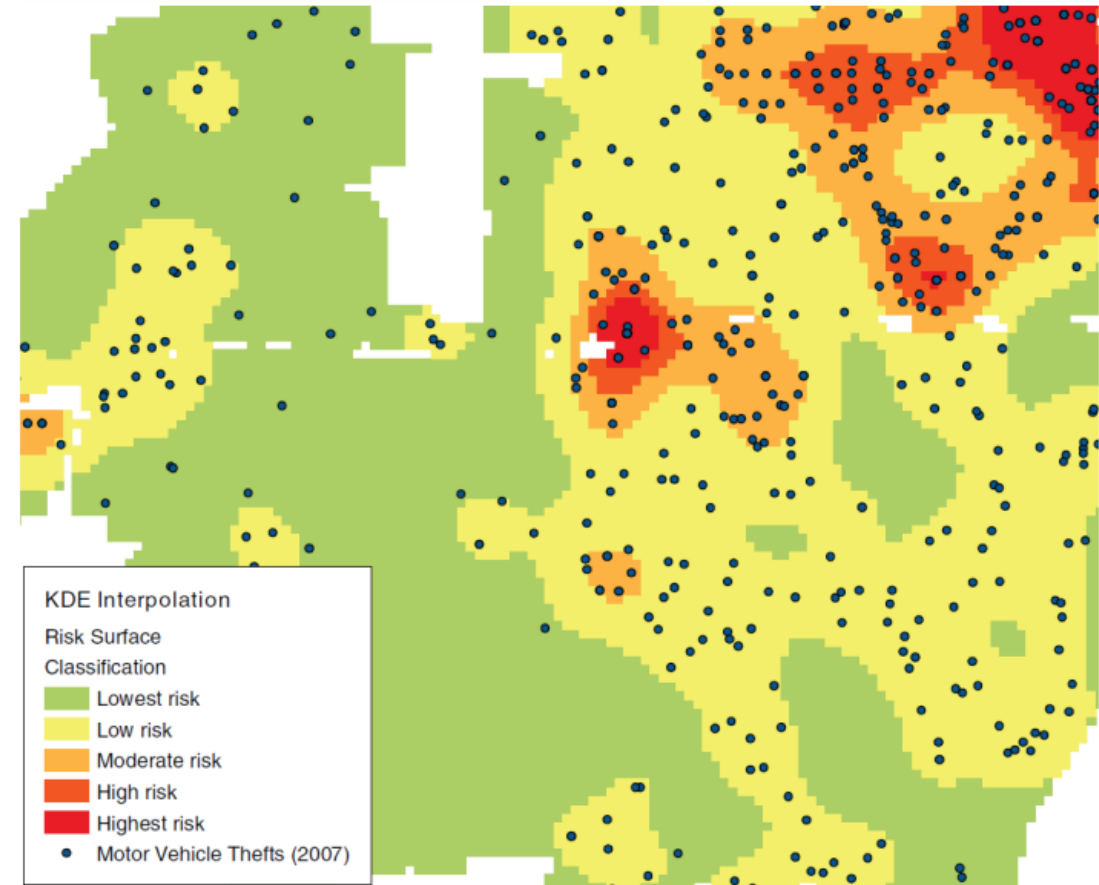 KDE Interpolation
Risk Surface
Classification
Lowest risk
Low risk
Moderate risk
High risk
Highest risk
Motor Vehicle Thefts (2007)